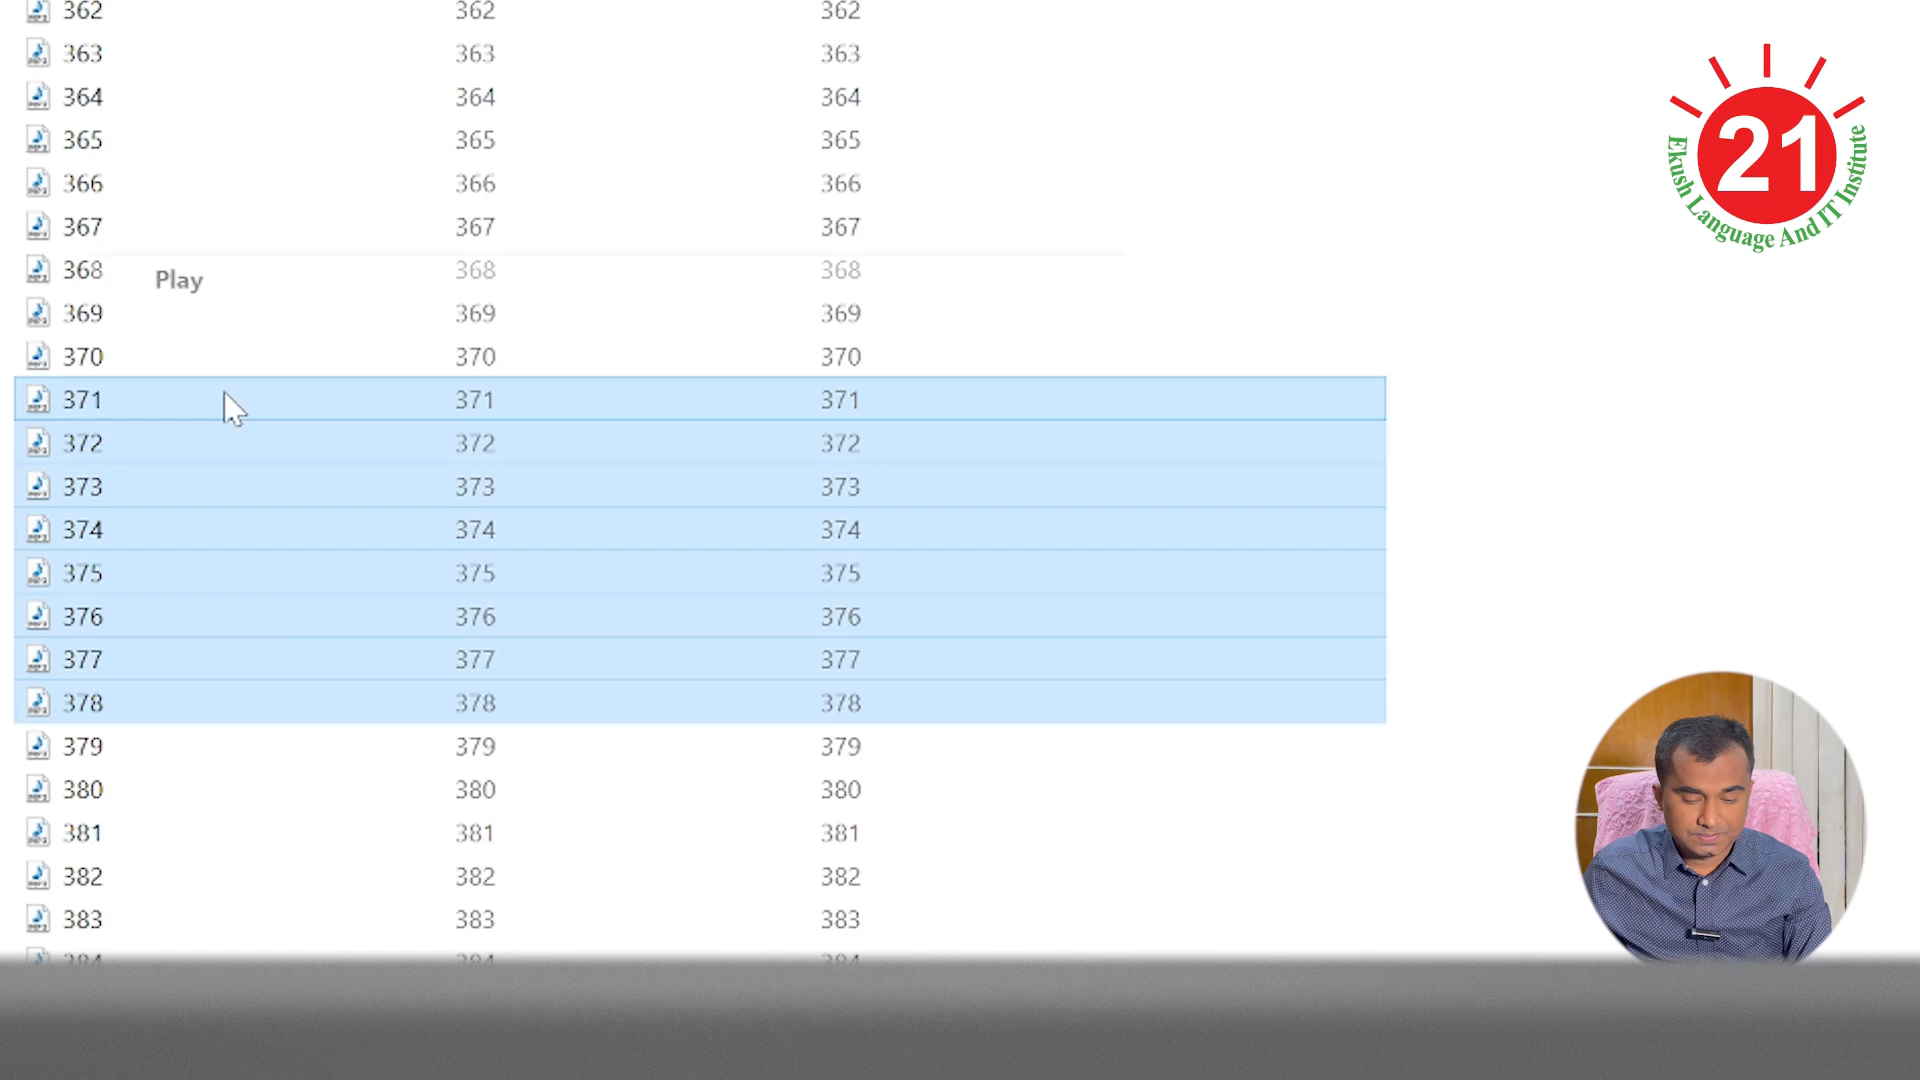 362 362 362
363 363 363
364 364 364
365 365 365
366 366 366
367 367 367
368 368 368
Play
369 369 369
370 370 370
371 371 371
372 372 372
373 373 373
374 374 374
375 375 375
376 376 376
377 377 377
378 378 378
379 379 379
380 380 380
381 381 381
382 382 382
383 383 383
384 384 384
21
Ekush Language And IT Institute